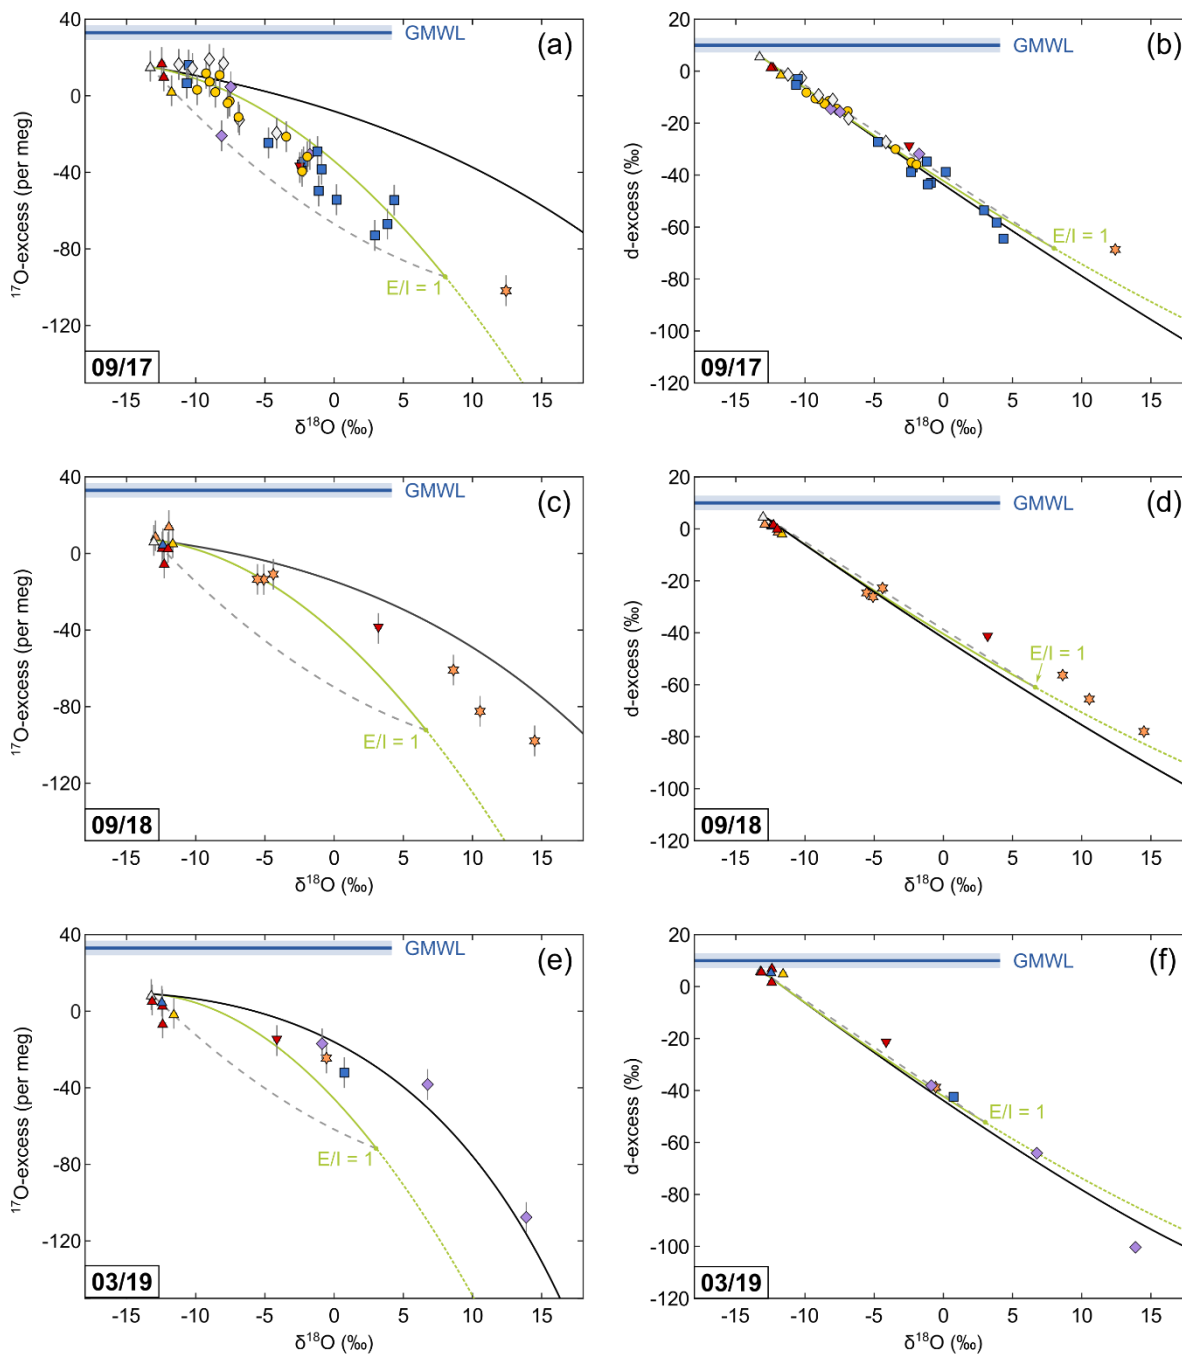 40
0
-40
-80
-120
¹⁷O-excess (per meg)
GMWL
(a)
E/I = 1
09/17
-15 -10 -5 0 5 10 15
δ¹⁸O (‰)
20
0
-20
-40
-60
-80
-100
-120
d-excess (‰)
GMWL
(b)
E/I = 1
09/17
-15 -10 -5 0 5 10 15
δ¹⁸O (‰)
40
0
-40
-80
-120
¹⁷O-excess (per meg)
GMWL
(c)
E/I = 1
09/18
-15 -10 -5 0 5 10 15
δ¹⁸O (‰)
20
0
-20
-40
-60
-80
-100
-120
d-excess (‰)
GMWL
(d)
E/I = 1
09/18
-15 -10 -5 0 5 10 15
δ¹⁸O (‰)
40
0
-40
-80
-120
¹⁷O-excess (per meg)
GMWL
(e)
E/I = 1
03/19
-15 -10 -5 0 5 10 15
δ¹⁸O (‰)
20
0
-20
-40
-60
-80
-100
-120
d-excess (‰)
GMWL
(f)
E/I = 1
03/19
-15 -10 -5 0 5 10 15
δ¹⁸O (‰)